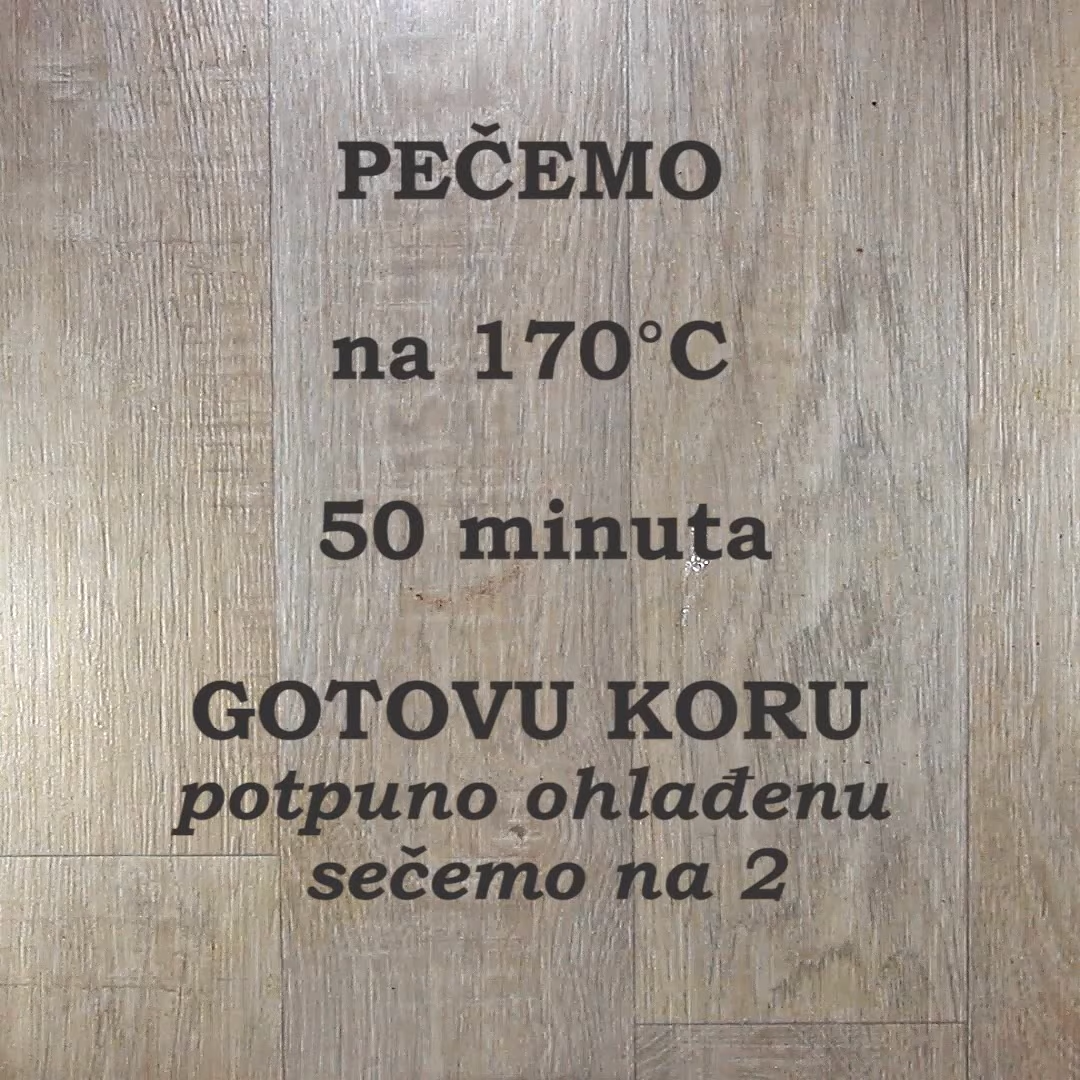 PEČEMO
na 170°C
50 minuta
GOTOVU KORU
potpuno ohlađenu
sečemo na 2